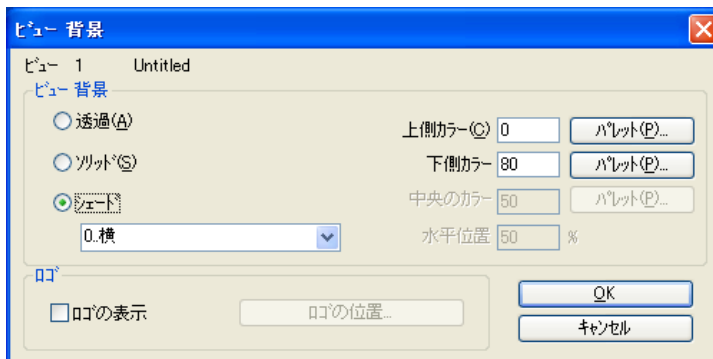 ﾋﾞｭｰ 背景
ﾋﾞｭｰ 1 Untitled
ﾋﾞｭｰ 背景
透過(A)
上側ｶﾗｰ(C) 0 ﾊﾟﾚｯﾄ(P)...
ｿﾘｯﾄﾞ(S)
下側ｶﾗｰ 80 ﾊﾟﾚｯﾄ(P)...
ｼｪｰﾄﾞ
中央のｶﾗｰ 50 ﾊﾟﾚｯﾄ(P)...
0..横
水平位置 50 %
ﾛｺﾞ
ﾛｺﾞの表示
ﾛｺﾞの位置...
OK
ｷｬﾝｾﾙ